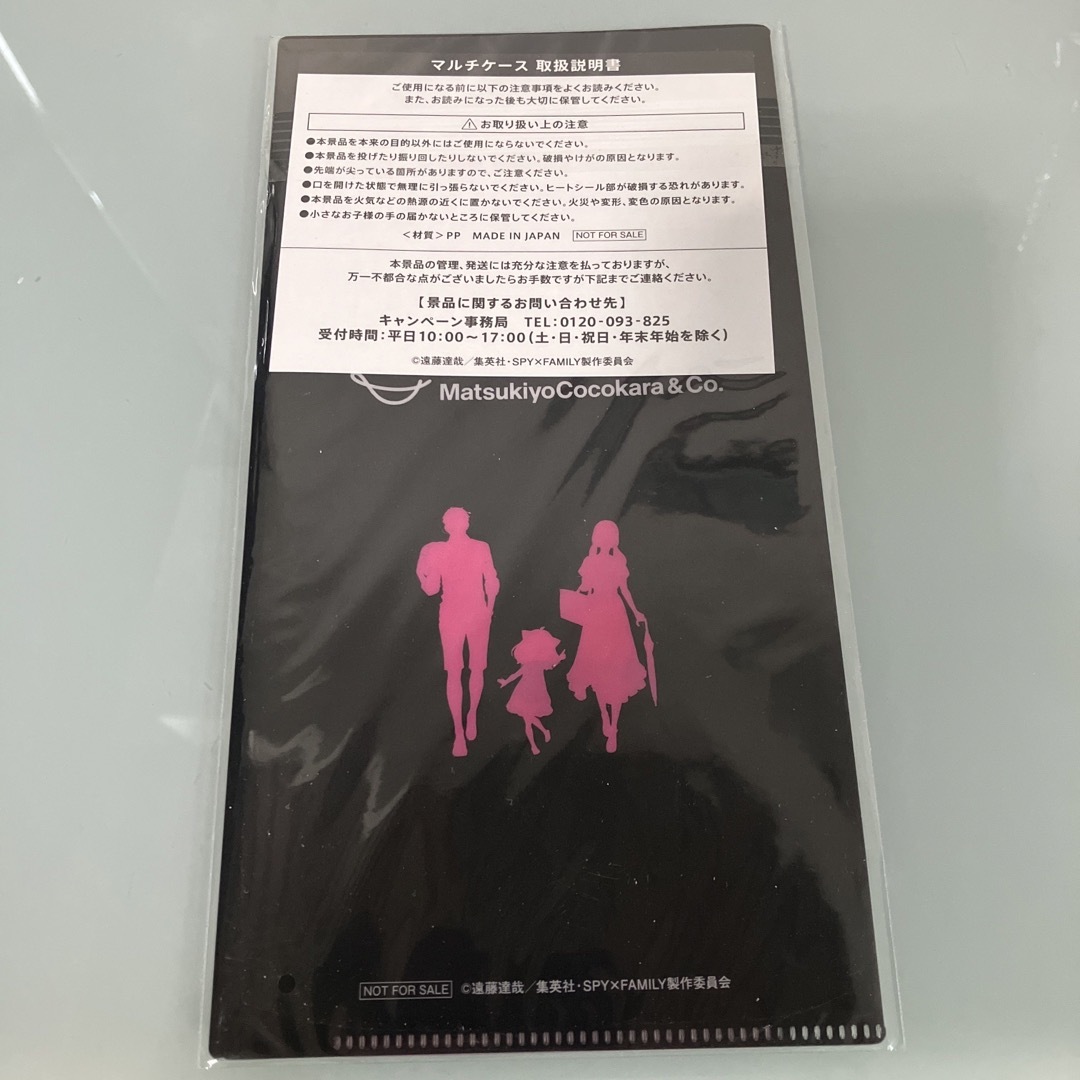 マルチケース 取扱説明書
ご使用になる前に以下の注意事項をよくお読みください。
また、お読みになった後も大切に保管してください。
⚠お取り扱い上の注意
●本景品を本来の目的以外にはご使用にならないでください。
●本景品を投げたり振り回したりしないでください。破損やけがの原因となります。
●先端が尖っている箇所がありますので、ご注意ください。
●口を開けた状態で無理に引っ張らないでください。ヒートシール部が破損する恐れがあります。
●本景品を火気などの熱源の近くに置かないでください。火災や変形、変色の原因となります。
●小さなお子様の手の届かないところに保管してください。
<材質>PP MADE IN JAPAN NOT FOR SALE
本景品の管理、発送には充分な注意を払っておりますが、
万一不都合な点がございましたらお手数ですが下記までご連絡ください。
【景品に関するお問い合わせ先】
キャンペーン事務局 TEL:0120-093-825
受付時間:平日10:00~17:00(土・日・祝日・年末年始を除く)
©遠藤達哉/集英社・SPY×FAMILY製作委員会
MatsukiyoCocokara & Co.
NOT FOR SALE ©遠藤達哉/集英社・SPY×FAMILY製作委員会